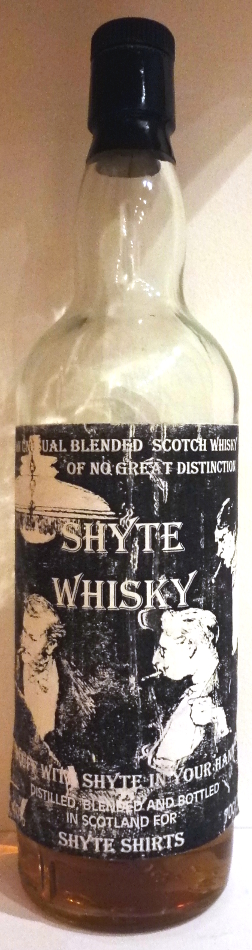 UAL BLENDED SCOTCH WHISKY
OF NO GREAT DISTINCTION
SHYTE
WHISKY
WITH SHYTE IN YOUR HAND
DISTILLED, BLENDED AND BOTTLED
IN SCOTLAND FOR
SHYTE SHIRTS